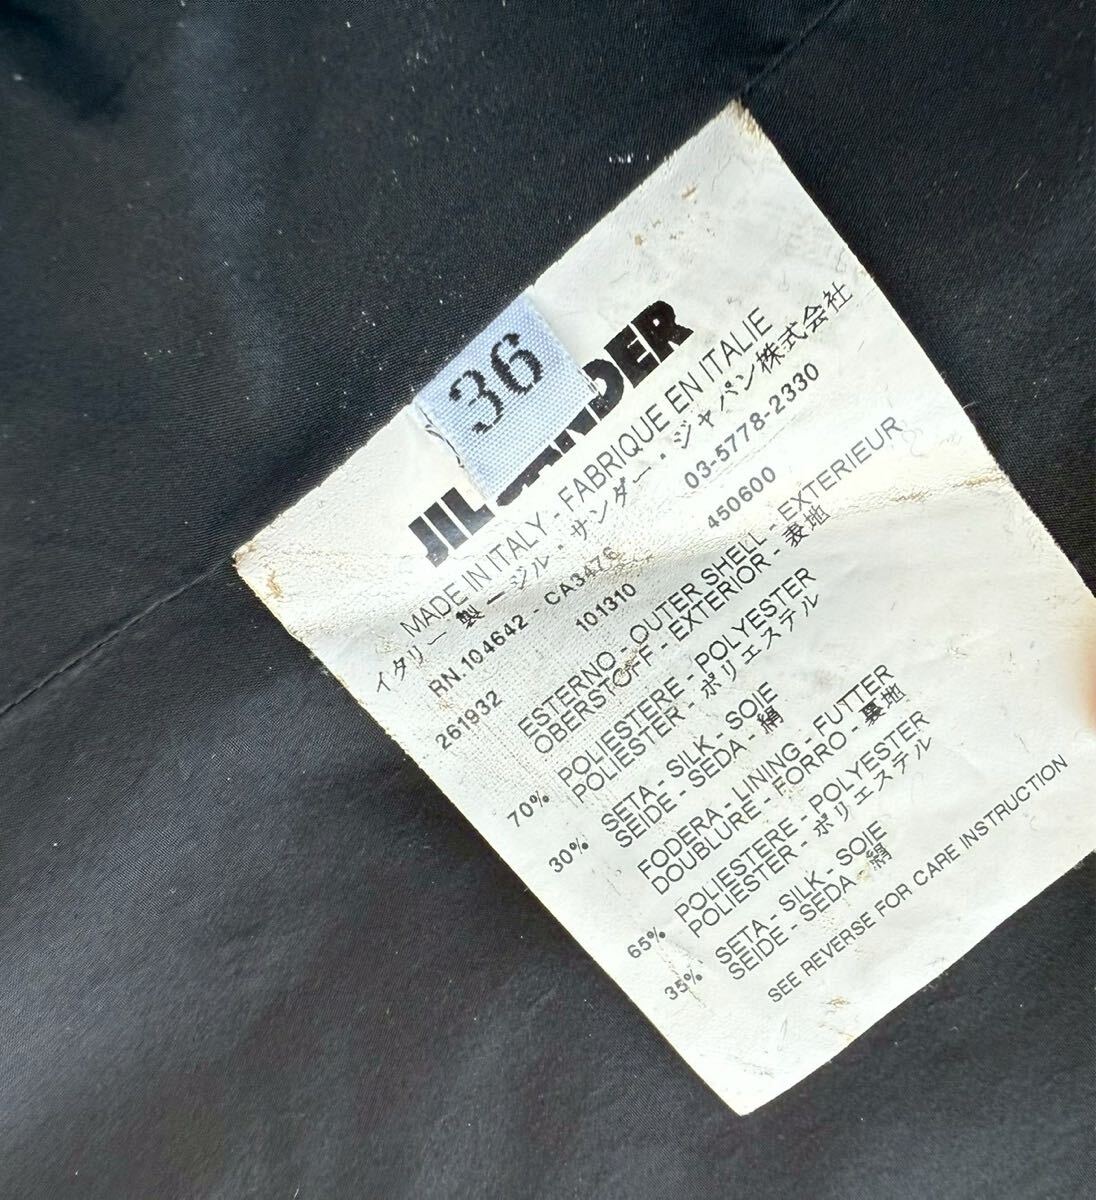 36
JIL SANDER
MADE IN ITALY - FABRIQUE EN ITALIE
イタリー製 ー ジル・サンダー・ジャパン株式会社
RN.104642 - CA3476 03-5778-2330
261932 101310 450600
ESTERNO - OUTER SHELL - EXTERIEUR
OBERSTOFF - EXTERIOR - 表地
70% POLIESTERE - POLYESTER
POLIESTER - ポリエステル
30% SETA - SILK - SOIE
SEIDE - SEDA - 絹
FODERA - LINING - FUTTER
DOUBLURE - FORRO - 裏地
65% POLIESTERE - POLYESTER
POLIESTER - ポリエステル
35% SETA - SILK - SOIE
SEIDE - SEDA - 絹
SEE REVERSE FOR CARE INSTRUCTION